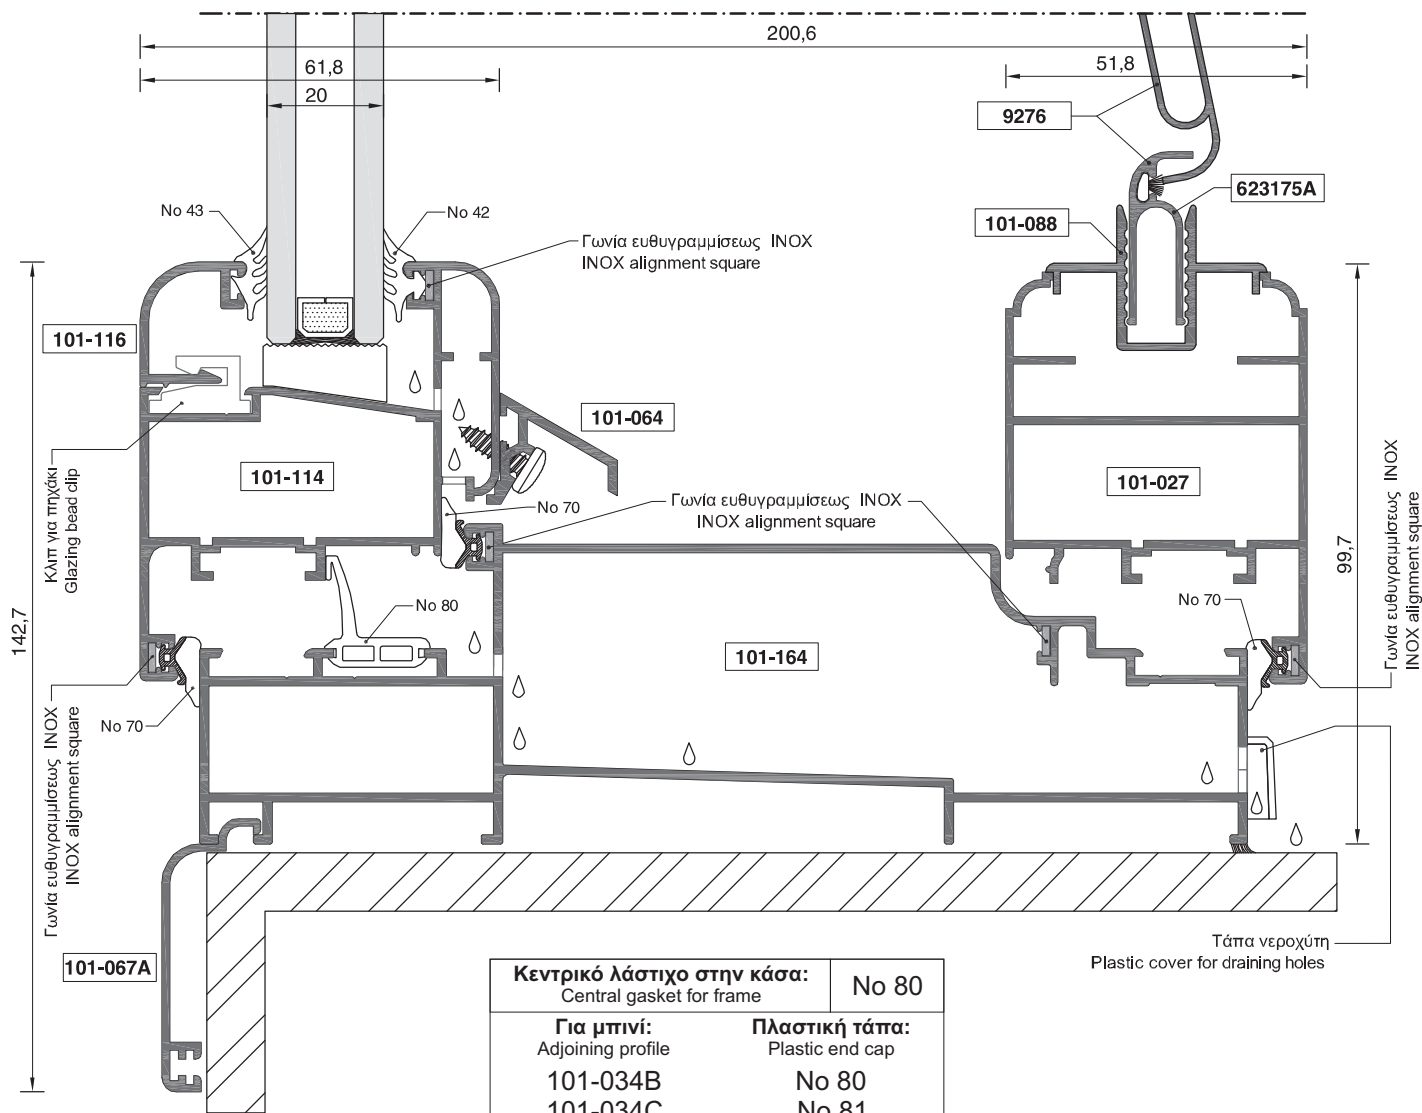 200,6
61,8
51,8
20
9276
623175A
No 43
No 42
101-088
Γωνία ευθυγραμμίσεως INOX
INOX alignment square
101-116
101-064
Κλιπ για πηχάκι
Glazing bead clip
101-114
101-027
Γωνία ευθυγραμμίσεως INOX
INOX alignment square
No 70
Γωνία ευθυγραμμίσεως INOX
INOX alignment square
99,7
142,7
No 80
No 70
101-164
No 70
Γωνία ευθυγραμμίσεως INOX
INOX alignment square
101-067A
Τάπα νεροχύτη
Plastic cover for draining holes
Κεντρικό λάστιχο στην κάσα:
Central gasket for frame
No 80
Για μπινί:
Adjoining profile
Πλαστική τάπα:
Plastic end cap
101-034B
No 80
101-034C
No 81